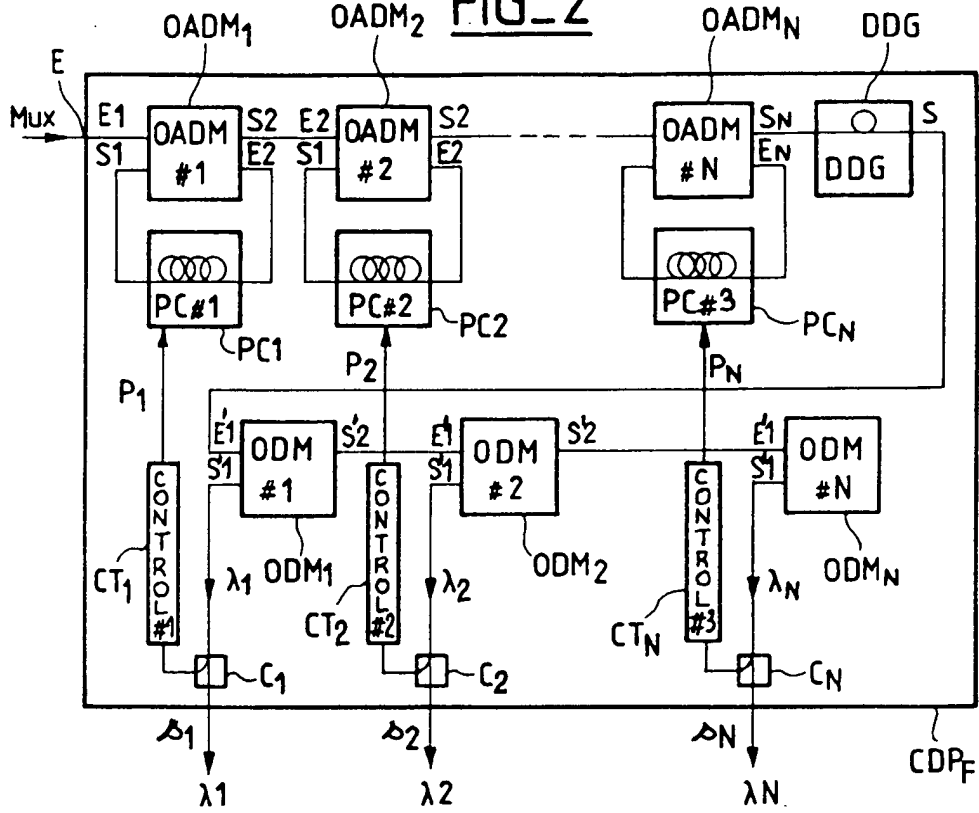 FIG_2
OADM1
OADM2
OADMN
DDG
E
Mux
E1
S1
OADM
#1
S2
E2
E2
S1
OADM
#2
S2
E2
OADM
#N
SN
EN
DDG
S
PC#1
PC1
PC#2
PC2
PC#3
PCN
P1
P2
PN
E'1
S'1
ODM
#1
S'2
E'1
S'1
ODM
#2
S'2
E'1
S'1
ODM
#N
CONTROL
#1
CT1
λ1
ODM1
CONTROL
#2
CT2
λ2
ODM2
CONTROL
#3
CTN
λN
ODMN
C1
C2
CN
s1
s2
sN
CDPF
λ1
λ2
λN